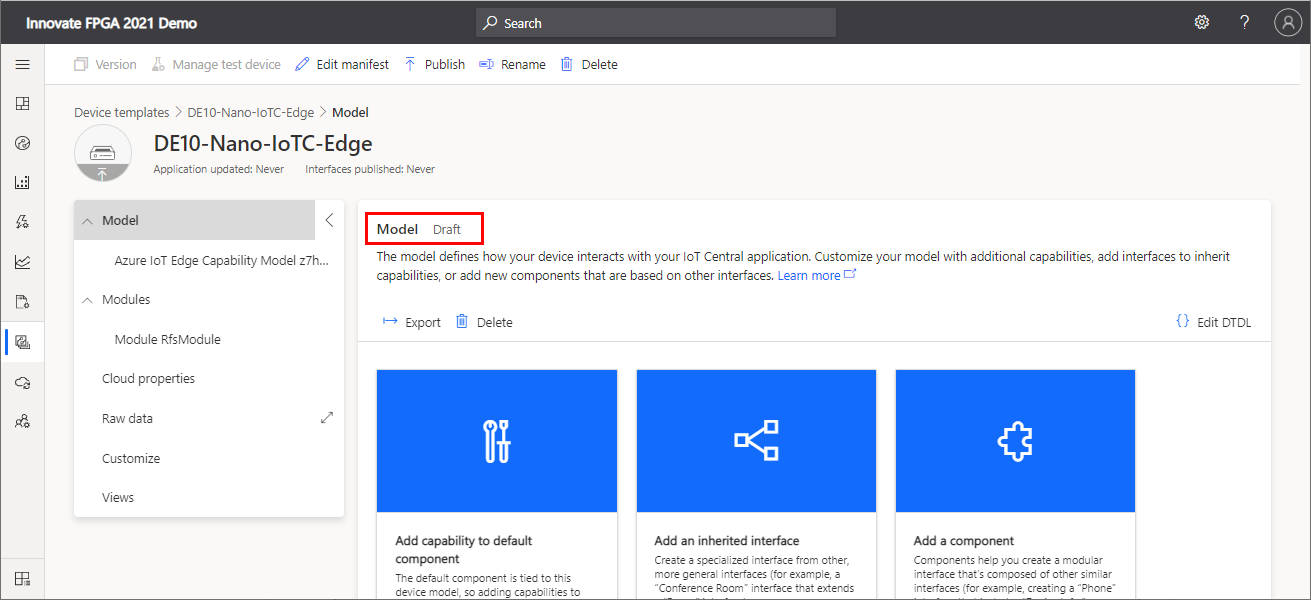 Innovate FPGA 2021 Demo
Search
?
Version
Manage test device
Edit manifest
Publish
Rename
Delete
Device templates > DE10-Nano-IoTC-Edge > Model
DE10-Nano-IoTC-Edge
Application updated: Never
Interfaces published: Never
Model
Azure IoT Edge Capability Model z7h...
Modules
Module RfsModule
Cloud properties
Raw data
Customize
Views
Model Draft
The model defines how your device interacts with your IoT Central application. Customize your model with additional capabilities, add interfaces to inherit
capabilities, or add new components that are based on other interfaces. Learn more
Export
Delete
{} Edit DTDL
Add capability to default
component
The default component is tied to this
device model, so adding capabilities to
Add an inherited interface
Create a specialized interface from other,
more general interfaces (for example, a
"Conference Room" interface that extends
Add a component
Components help you create a modular
interface that's composed of other similar
interfaces (for example, creating a "Phone"